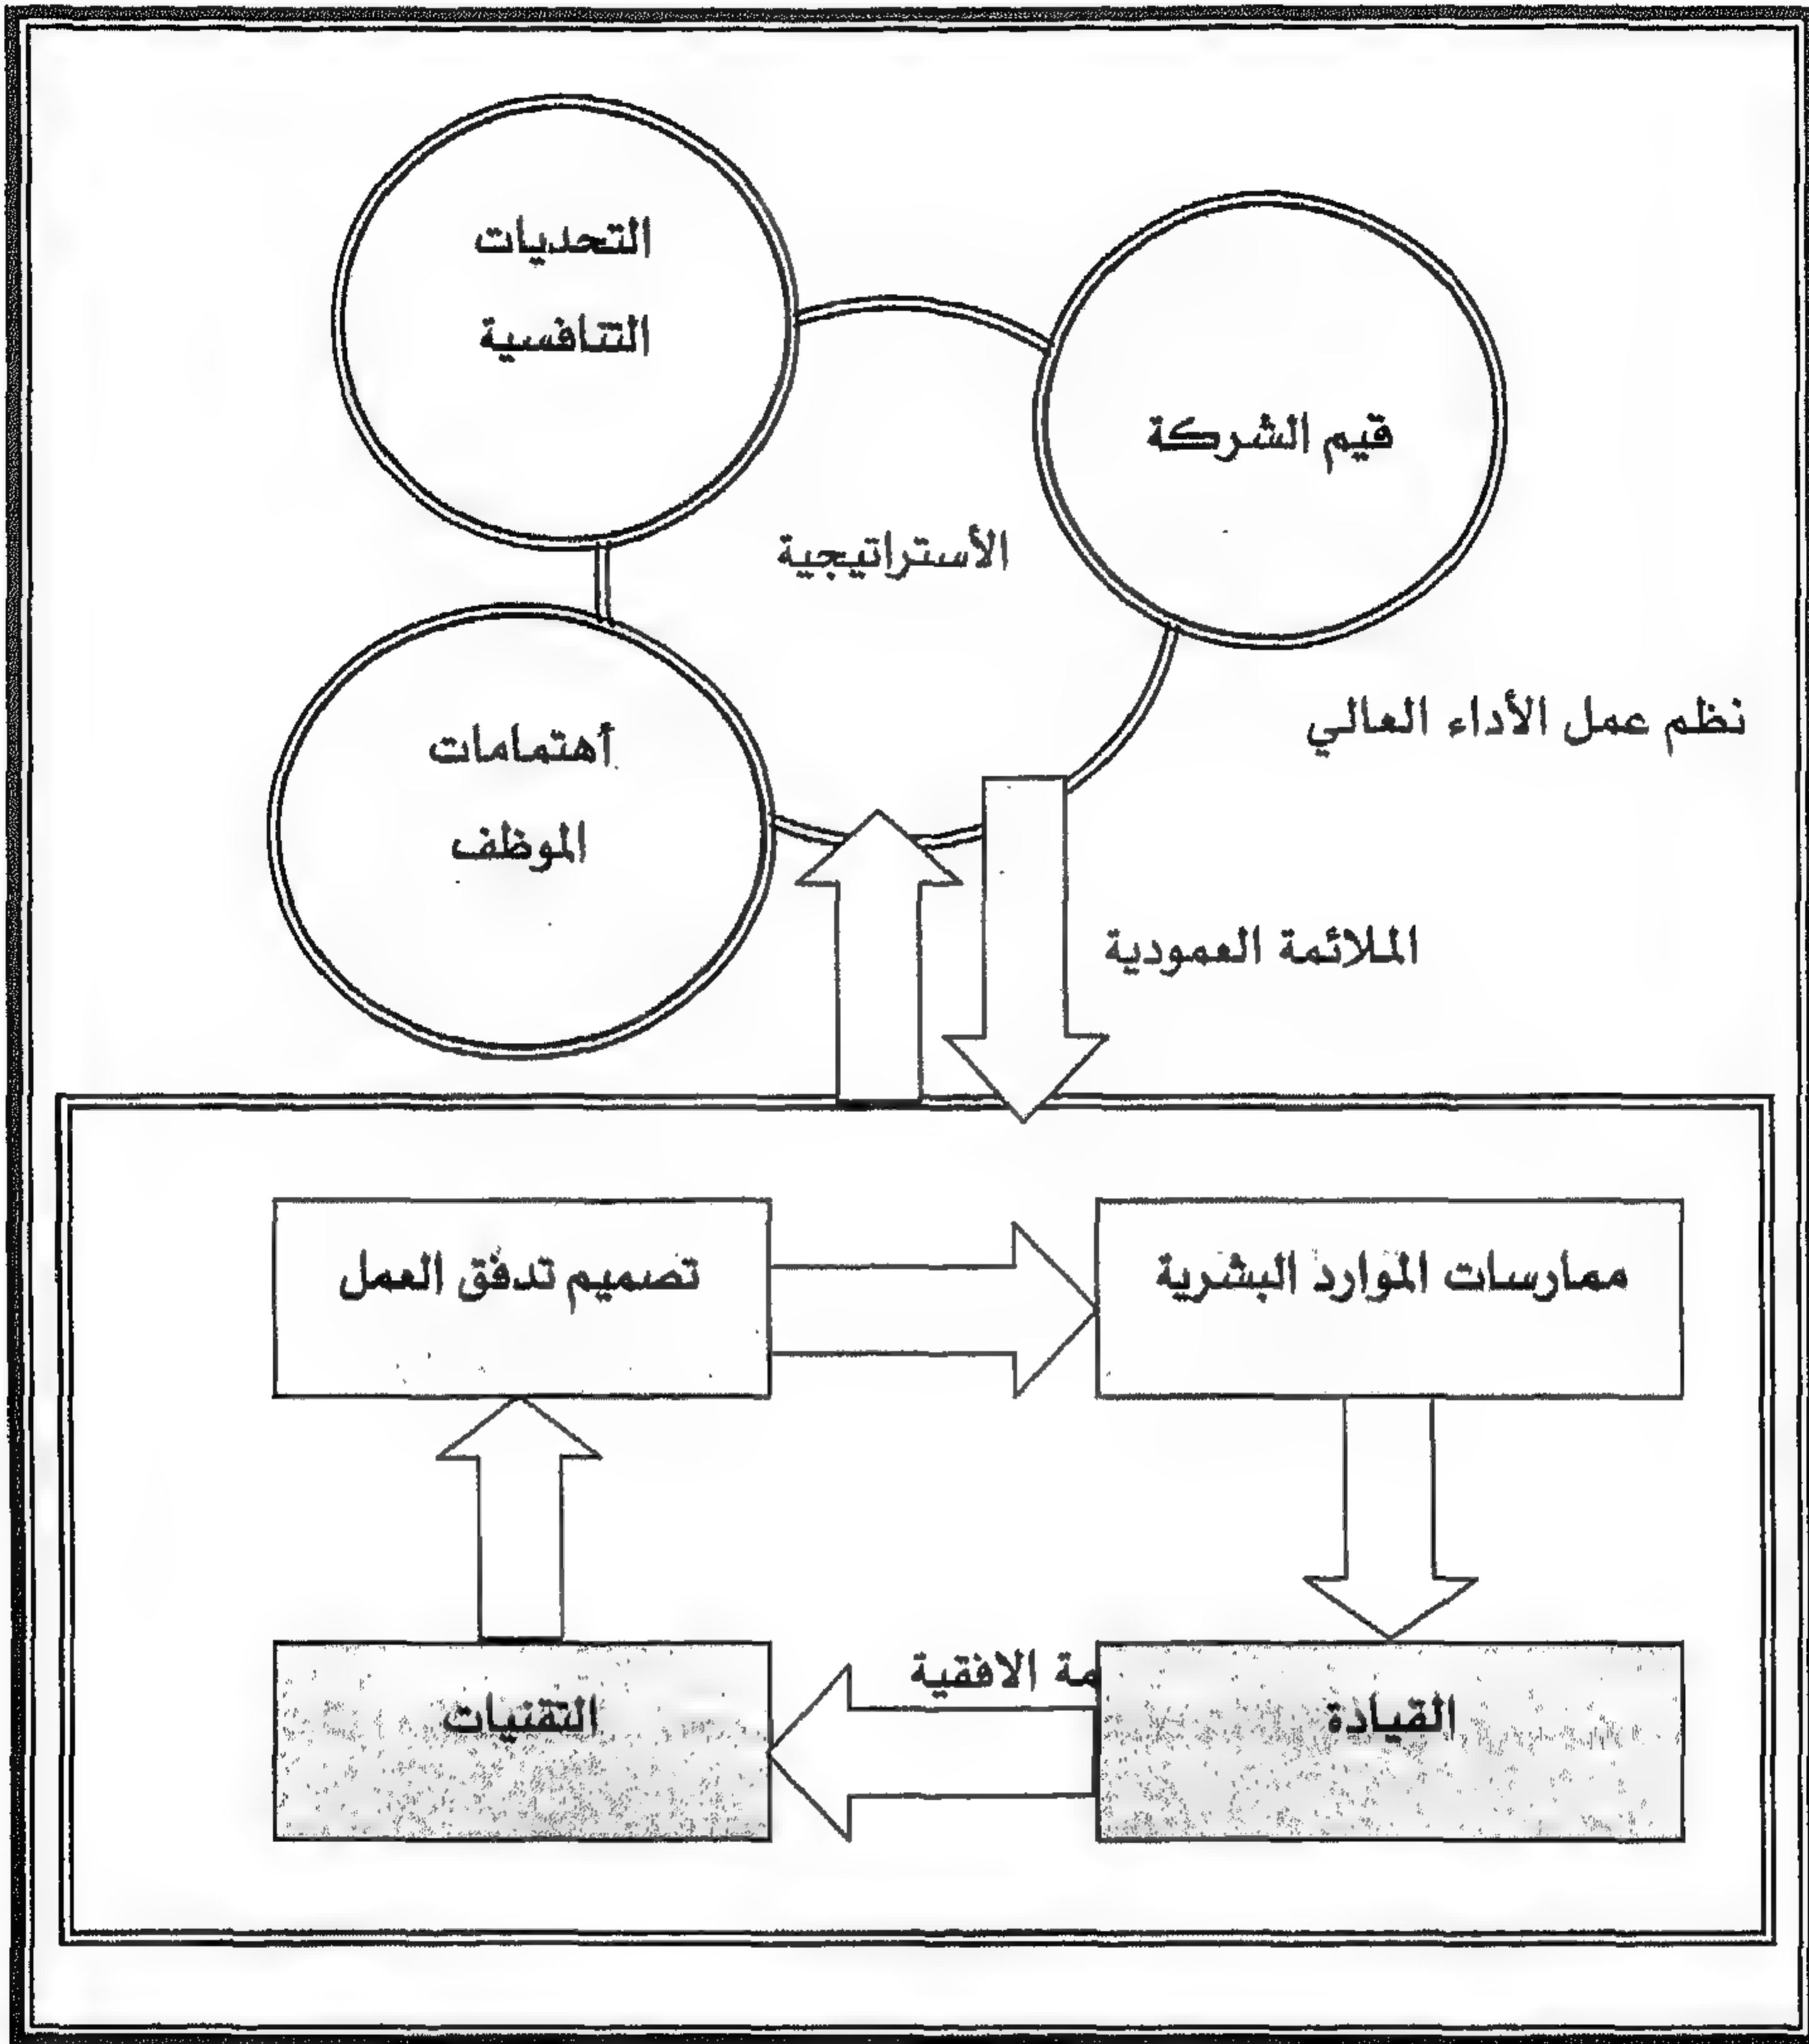 التحديات
التنافسية
قيم الشركة
الأستراتيجية
نظم عمل الأداء العالي
أهتمامات
الموظف
الملائمة العمودية
ممارسات الموارد البشرية
تصميم تدفق العمل
مة الافقية
القيادة
التقنيات